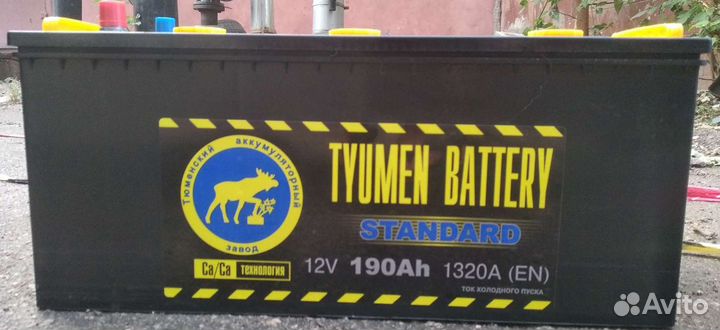 Тюменский аккумуляторный
завод
Ca/Ca технология
TYUMEN BATTERY
STANDARD
12V 190Ah 1320A (EN)
ТОК ХОЛОДНОГО ПУСКА
Avito